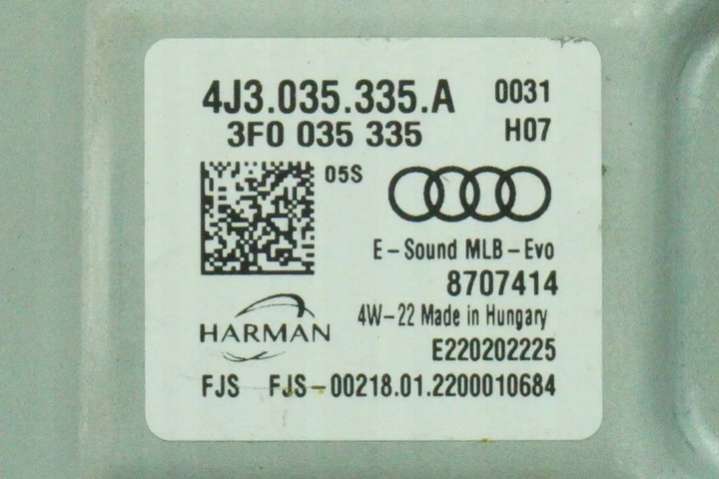 4J3.035.335.A 0031
3F0 035 335 H07
05S
E-Sound MLB-Evo
8707414
HARMAN
4W-22 Made in Hungary
E220202225
FJS FJS-00218.01.2200010684